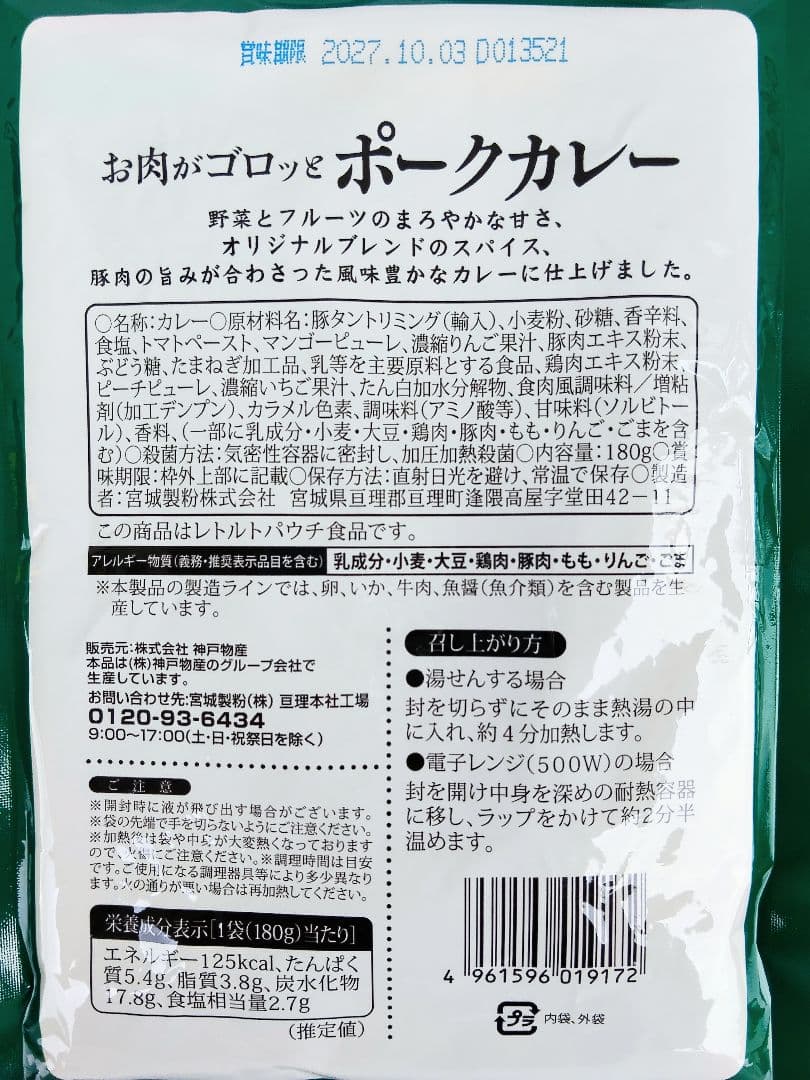 賞味期限 2027.10.03 D013521
お肉がゴロッとポークカレー
野菜とフルーツのまろやかな甘さ、
オリジナルブレンドのスパイス、
豚肉の旨みが合わさった風味豊かなカレーに仕上げました。
○名称:カレー○原材料名:豚タントリミング(輸入)、小麦粉、砂糖、香辛料、
食塩、トマトペースト、マンゴーピューレ、濃縮りんご果汁、豚肉エキス粉末、
ぶどう糖、たまねぎ加工品、乳等を主要原料とする食品、鶏肉エキス粉末、
ピーチピューレ、濃縮いちご果汁、たん白加水分解物、食肉風調味料/増粘
剤(加工デンプン)、カラメル色素、調味料(アミノ酸等)、甘味料(ソルビトー
ル)、香料、(一部に乳成分・小麦・大豆・鶏肉・豚肉・もも・りんご・ごまを含
む)○殺菌方法:気密性容器に密封し、加圧加熱殺菌○内容量:180g○賞
味期限:枠外上部に記載○保存方法:直射日光を避け、常温で保存○製造
者:宮城製粉株式会社 宮城県亘理郡亘理町逢隈高屋字堂田42-11
この商品はレトルトパウチ食品です。
アレルギー物質(義務・推奨表示品目を含む) 乳成分・小麦・大豆・鶏肉・豚肉・もも・りんご・ごま
※本製品の製造ラインでは、卵、いか、牛肉、魚醤(魚介類)を含む製品を生
産しています。
販売元:株式会社 神戸物産
本品は(株)神戸物産のグループ会社で
生産しています。
お問い合わせ先:宮城製粉(株) 亘理本社工場
0120-93-6434
9:00~17:00(土・日・祝祭日を除く)
ご注意
※開封時に液が飛び出す場合がございます。
※袋の先端で手を切らないようにご注意ください。
※加熱後は袋や中身が大変熱くなっております
ので、火傷にご注意ください。※調理時間は目安
です。ご使用になる調理器具等により多少異なり
ます。火の通りが悪い場合は再加熱してください。
栄養成分表示[1袋(180g)当たり]
エネルギー125kcal、たんぱく
質5.4g、脂質3.8g、炭水化物
17.8g、食塩相当量2.7g
(推定値)
召し上がり方
●湯せんする場合
封を切らずにそのまま熱湯の中
に入れ、約4分加熱します。
●電子レンジ(500W)の場合
封を開け中身を深めの耐熱容器
に移し、ラップをかけて約2分半
温めます。
4 961596 019172
プラ 内袋、外袋